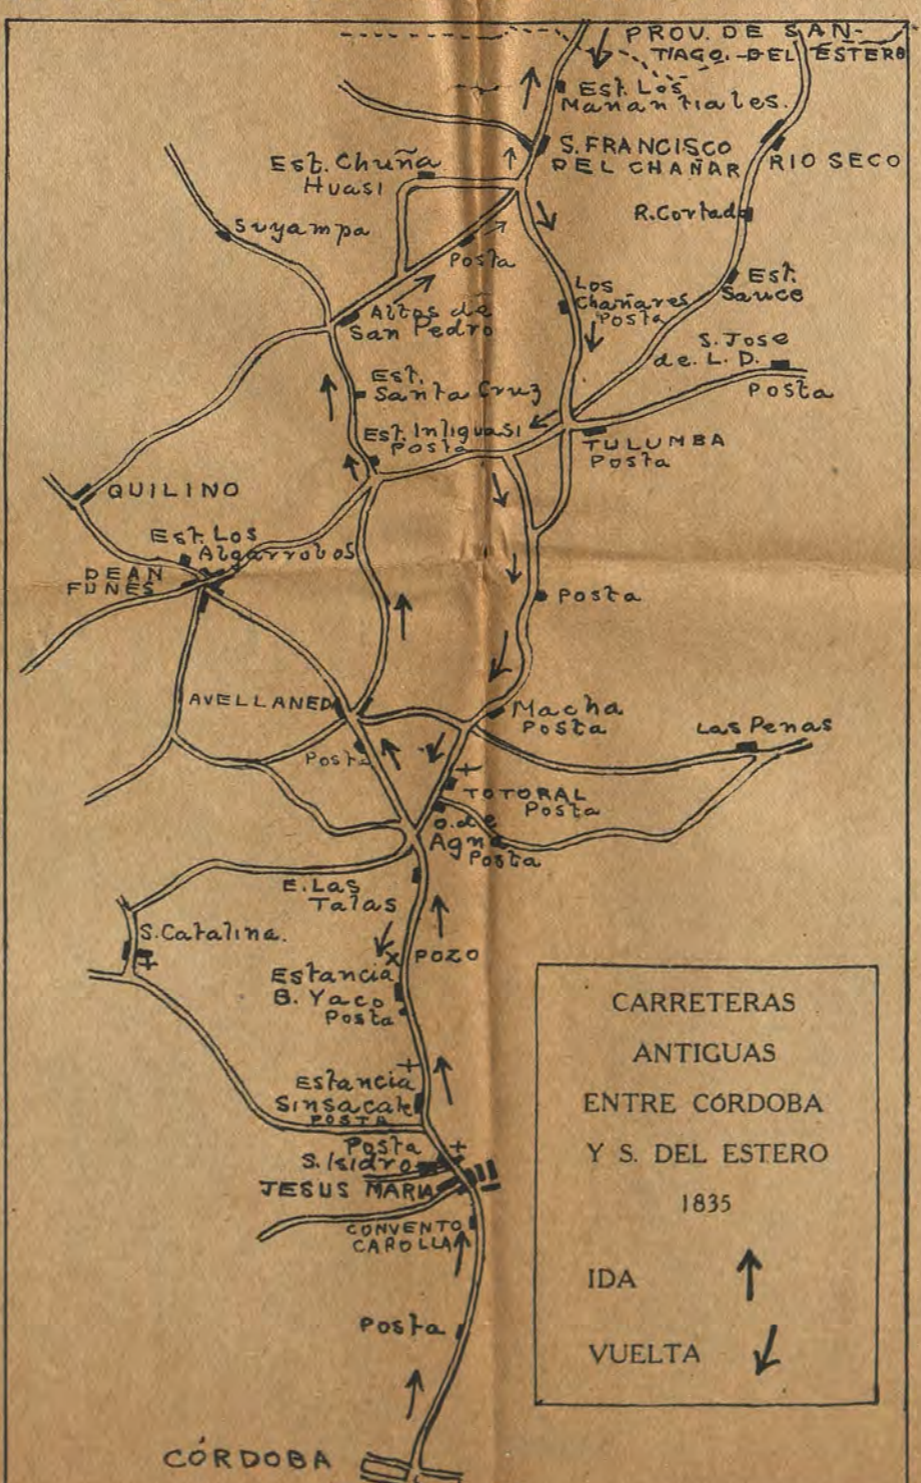 PROV. DE SAN-
TIAGO. DEL ESTERO
Est. Los
Manantiales.
S. FRANCISCO
DEL CHAÑAR
RIO SECO
Est. Chuña
Huasi
R. Cortado
Suyampa
Posta
Est.
Sauce
Los
Chañares
Posta
Altos de
San Pedro
S. Jose
de. L. D.
Posta
Est.
Santa Cruz
Est. Intiguasi
Posta
TULUMBA
Posta
QUILINO
Est. Los
Algarrobos
DEAN
FUNES
Posta
AVELLANED
Macha
Posta
Las Penas
Posta
TOTORAL
Posta
O. de
Agna
Posta
E. Las
Talas
S. Catalina.
X POZO
Estancia
B. Yaco
Posta
Estancia
Sinsacate
POSTA
Posta
S. Isidro
JESUS MARIA
CONVENTO
CAROLLA
Posta
CÓRDOBA
CARRETERAS
ANTIGUAS
ENTRE CÓRDOBA
Y S. DEL ESTERO
1835
IDA
VUELTA